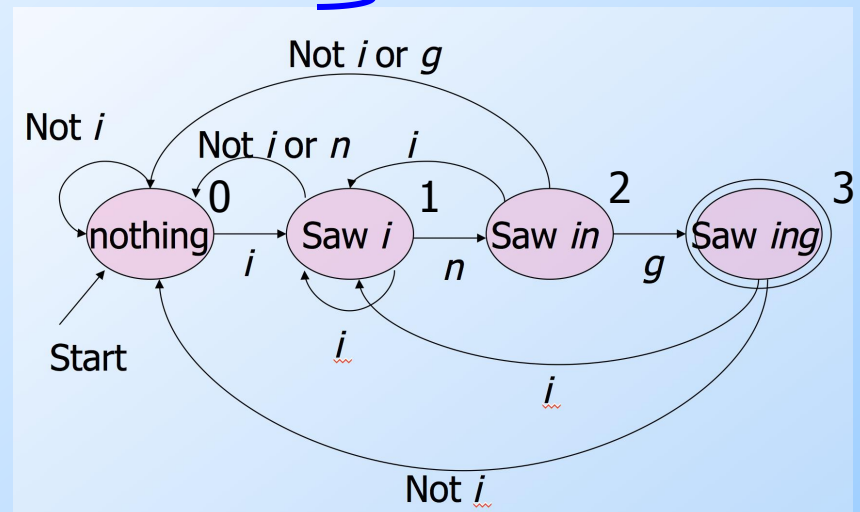 Not i or g
Not i
Not i or n
i
0
1
2
3
nothing
Saw i
Saw in
Saw ing
i
n
g
Start
i
i
Not i